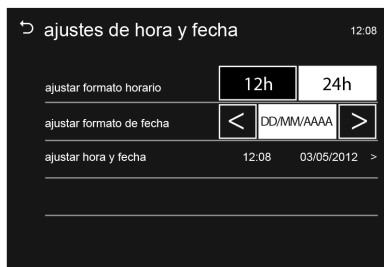 ajustes de hora y fecha 12:08
ajustar formato horario 12h 24h
ajustar formato de fecha < DD/MM/AAAA >
ajustar hora y fecha 12:08 03/05/2012 >